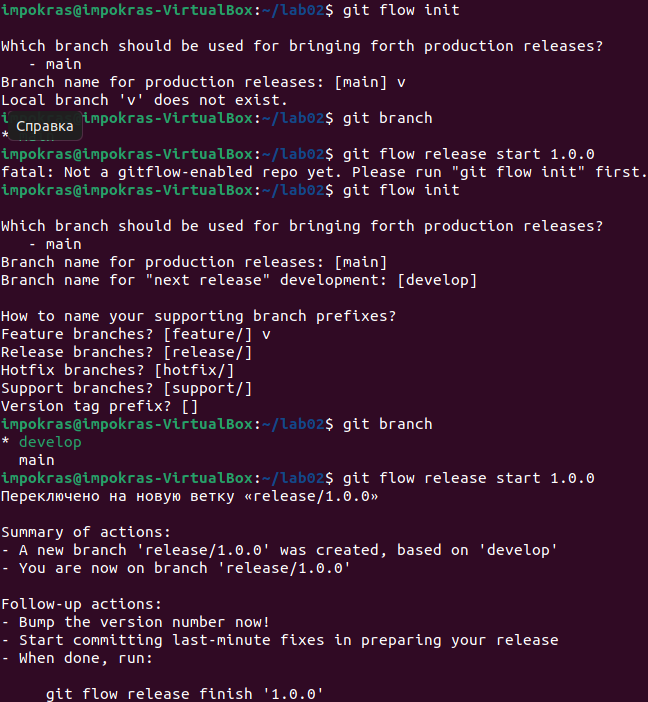 impokras@impokras-VirtualBox:~/lab02$ git flow init

Which branch should be used for bringing forth production releases?
   - main
Branch name for production releases: [main] v
Local branch 'v' does not exist.
impokras@impokras-VirtualBox:~/lab02$ git branch
Справка
*
impokras@impokras-VirtualBox:~/lab02$ git flow release start 1.0.0
fatal: Not a gitflow-enabled repo yet. Please run "git flow init" first.
impokras@impokras-VirtualBox:~/lab02$ git flow init

Which branch should be used for bringing forth production releases?
   - main
Branch name for production releases: [main]
Branch name for "next release" development: [develop]

How to name your supporting branch prefixes?
Feature branches? [feature/] v
Release branches? [release/]
Hotfix branches? [hotfix/]
Support branches? [support/]
Version tag prefix? []
impokras@impokras-VirtualBox:~/lab02$ git branch
* develop
  main
impokras@impokras-VirtualBox:~/lab02$ git flow release start 1.0.0
Переключено на новую ветку «release/1.0.0»

Summary of actions:
- A new branch 'release/1.0.0' was created, based on 'develop'
- You are now on branch 'release/1.0.0'

Follow-up actions:
- Bump the version number now!
- Start committing last-minute fixes in preparing your release
- When done, run:

     git flow release finish '1.0.0'